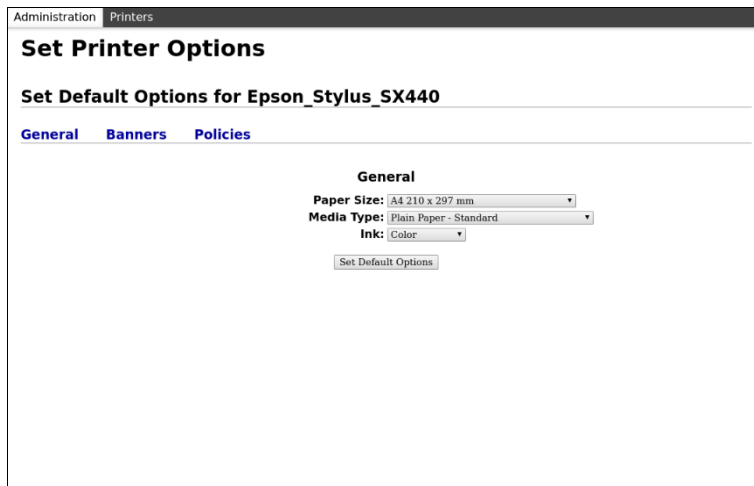 Administration Printers
Set Printer Options
Set Default Options for Epson_Stylus_SX440
General Banners Policies
General
Paper Size: A4 210 x 297 mm
Media Type: Plain Paper - Standard
Ink: Color
Set Default Options